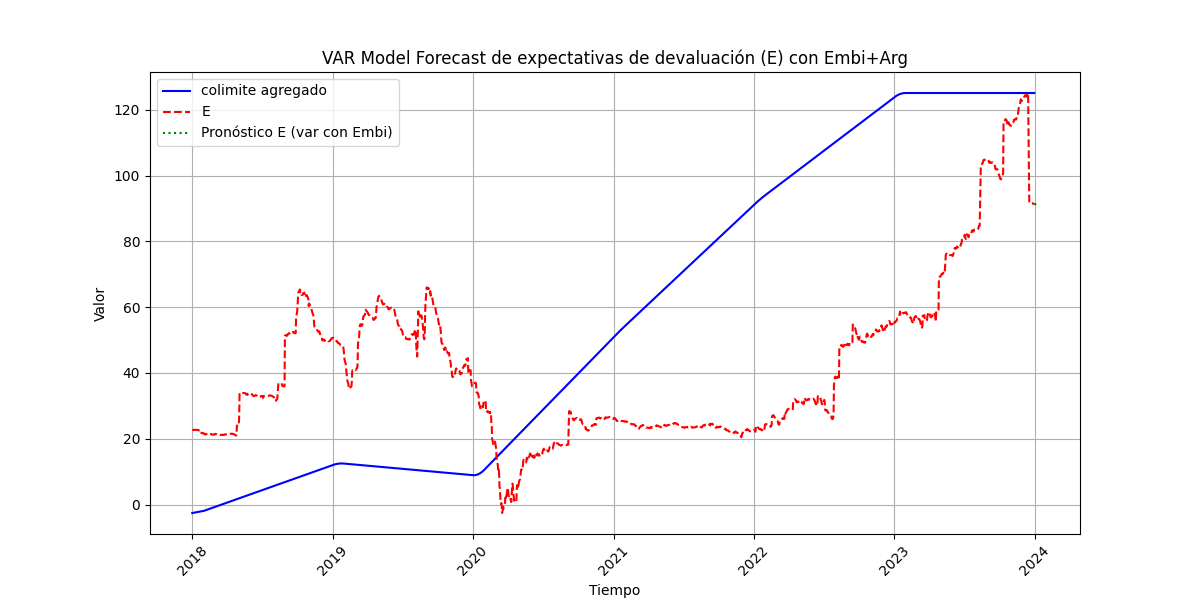 VAR Model Forecast de expectativas de devaluación (E) con Embi+Arg
colimite agregado
E
Pronóstico E (var con Embi)
Valor
120
100
80
60
40
20
0
2018
2019
2020
2021
2022
2023
2024
Tiempo